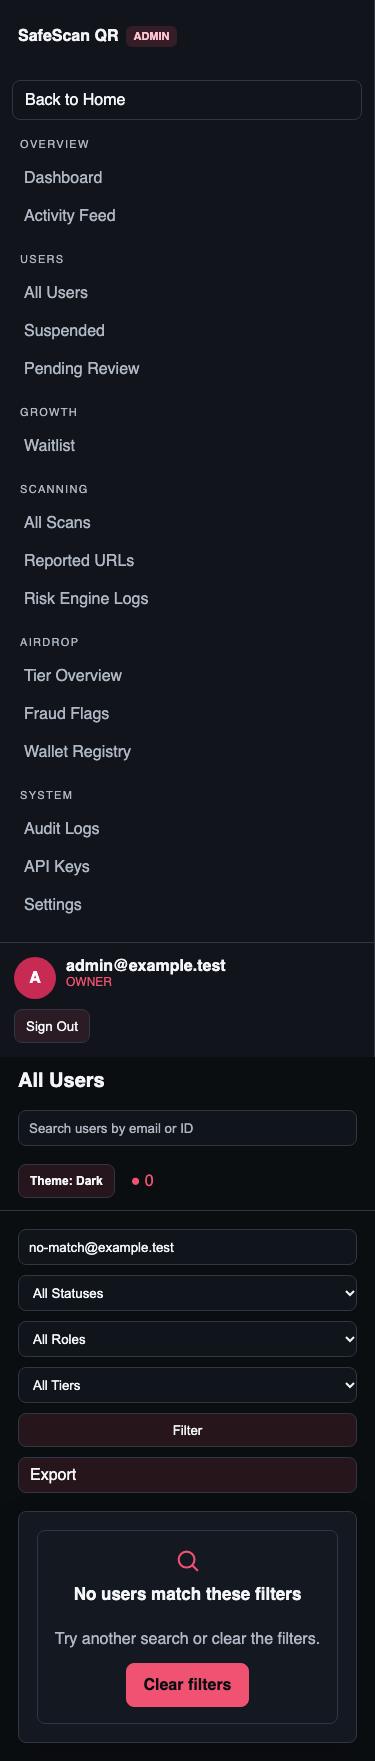 SafeScan QR ADMIN
Back to Home
OVERVIEW
Dashboard
Activity Feed
USERS
All Users
Suspended
Pending Review
GROWTH
Waitlist
SCANNING
All Scans
Reported URLs
Risk Engine Logs
AIRDROP
Tier Overview
Fraud Flags
Wallet Registry
SYSTEM
Audit Logs
API Keys
Settings
A
admin@example.test
OWNER
Sign Out
All Users
Search users by email or ID
Theme: Dark
0
no-match@example.test
All Statuses
All Roles
All Tiers
Filter
Export
No users match these filters
Try another search or clear the filters.
Clear filters